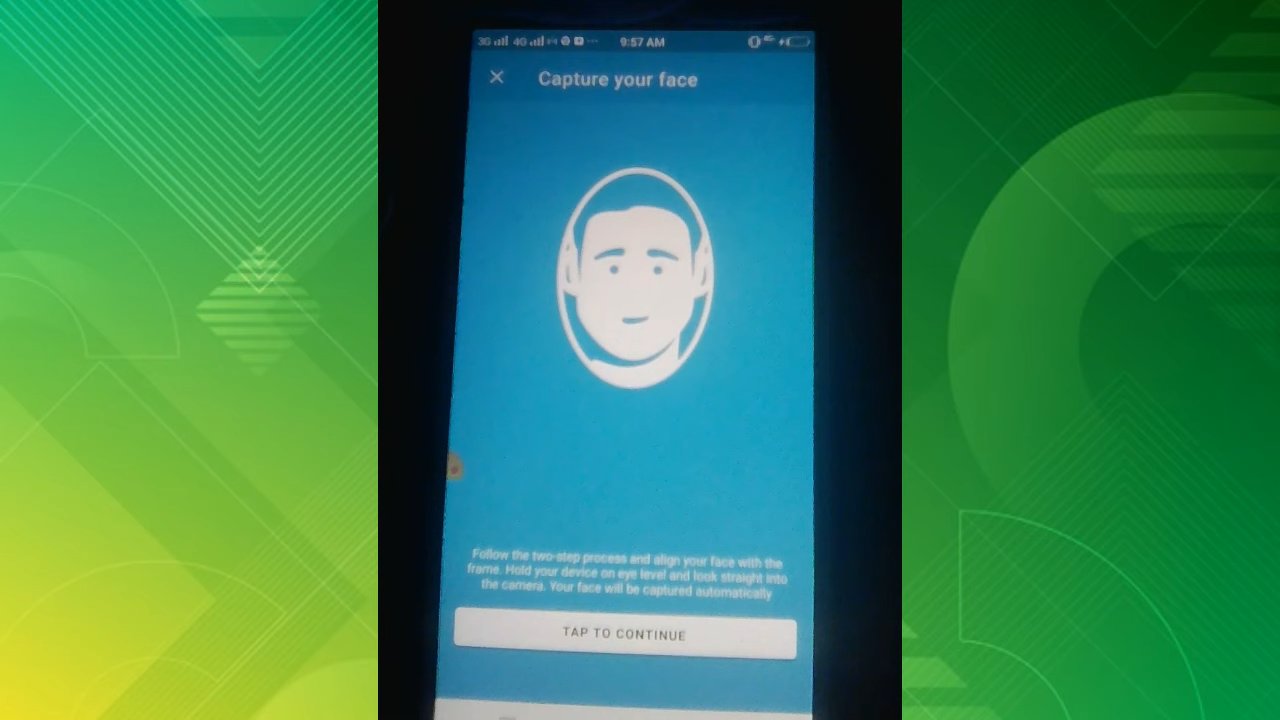 3G 4G 9:57 AM
Capture your face
Follow the two-step process and align your face with the
frame. Hold your device on eye level and look straight into
the camera. Your face will be captured automatically
TAP TO CONTINUE